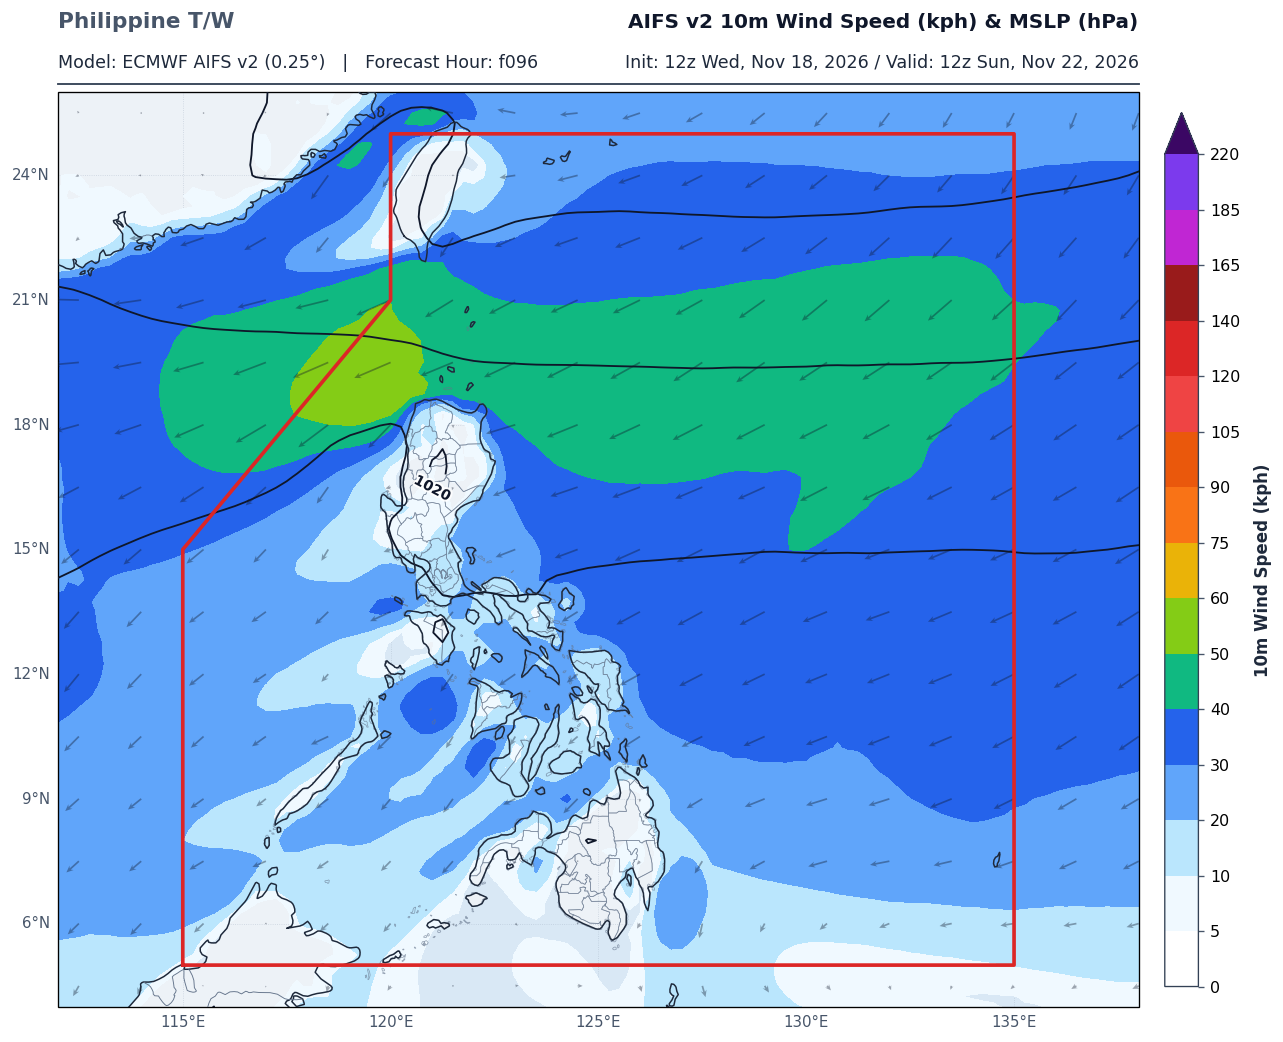 Philippine T/W
AIFS v2 10m Wind Speed (kph) & MSLP (hPa)
Model: ECMWF AIFS v2 (0.25°) | Forecast Hour: f096
Init: 12z Wed, Nov 18, 2026 / Valid: 12z Sun, Nov 22, 2026
24°N
21°N
18°N
15°N
12°N
9°N
6°N
1020
115°E
120°E
125°E
130°E
135°E
220
185
165
140
120
105
90
75
60
50
40
30
20
10
5
0
10m Wind Speed (kph)